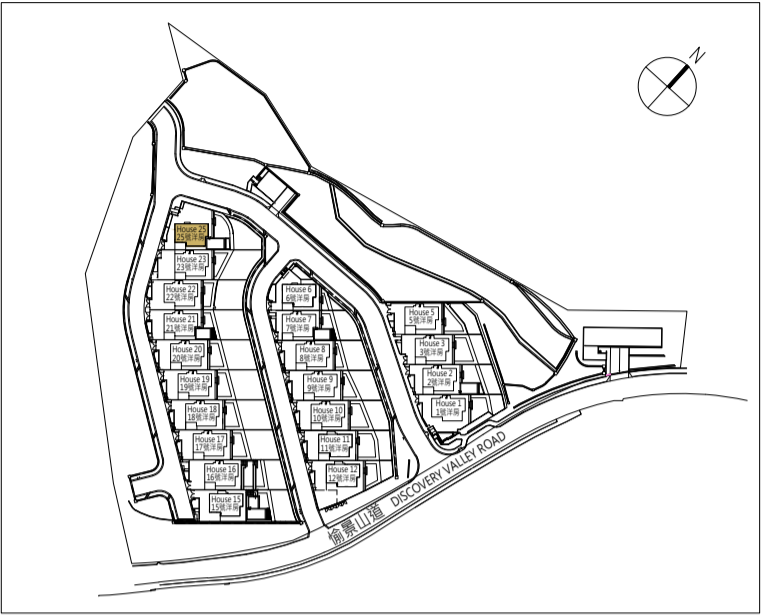 N
House 25
25號洋房
House 23
23號洋房
House 22
22號洋房
House 21
21號洋房
House 20
20號洋房
House 19
19號洋房
House 18
18號洋房
House 17
17號洋房
House 16
16號洋房
House 15
15號洋房
House 6
6號洋房
House 7
7號洋房
House 8
8號洋房
House 9
9號洋房
House 10
10號洋房
House 11
11號洋房
House 12
12號洋房
House 5
5號洋房
House 3
3號洋房
House 2
2號洋房
House 1
1號洋房
愉景山道 DISCOVERY VALLEY ROAD